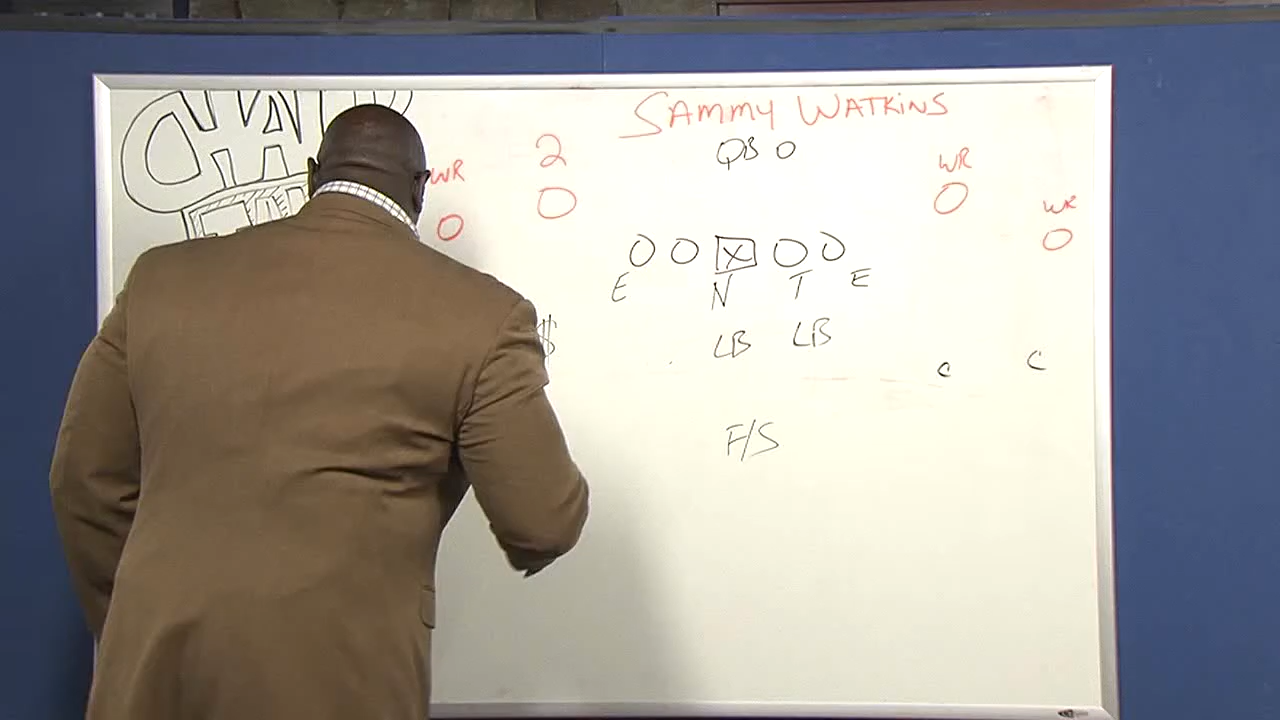 SAMMY WATKINS
2 QB O
WR WR
O O WR
O O
O O X O O
E N T E
$ LB LB
C C
F/S